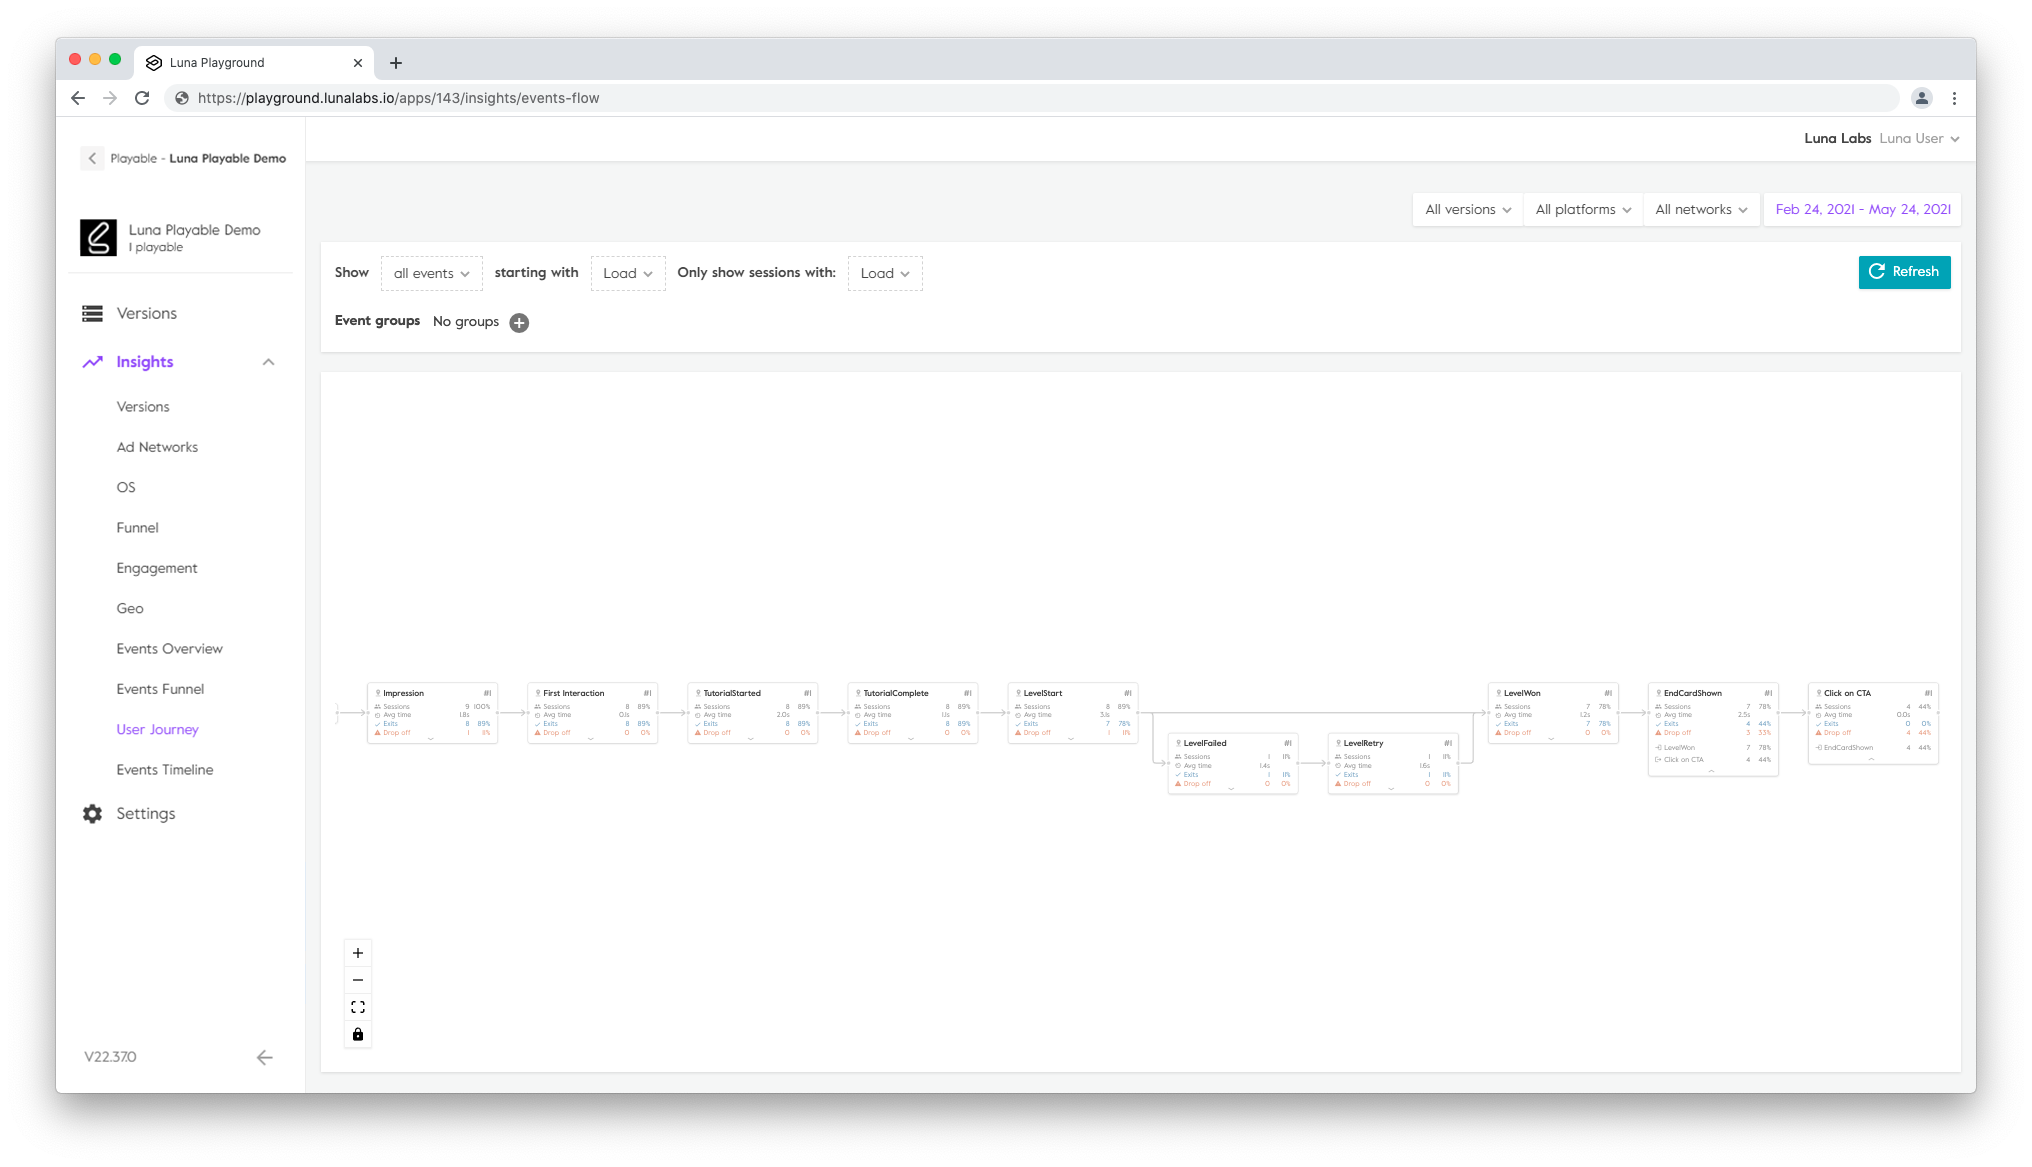 Luna Playground
https://playground.lunalabs.io/apps/143/insights/events-flow
Luna Labs Luna User
Playable - Luna Playable Demo
Luna Playable Demo
1 playable
Versions
Insights
Versions
Ad Networks
OS
Funnel
Engagement
Geo
Events Overview
Events Funnel
User Journey
Events Timeline
Settings
V22.37.0
All versions
All platforms
All networks
Feb 24, 2021 - May 24, 2021
Show all events starting with Load Only show sessions with: Load
Refresh
Event groups No groups
Impression #1
Sessions 9 100%
Avg time 1.8s
Exits 8 89%
Drop off 1 11%
First Interaction #1
Sessions 8 89%
Avg time 0.1s
Exits 8 89%
Drop off 0 0%
TutorialStarted #1
Sessions 8 89%
Avg time 2.0s
Exits 8 89%
Drop off 0 0%
TutorialComplete #1
Sessions 8 89%
Avg time 1.1s
Exits 8 89%
Drop off 0 0%
LevelStart #1
Sessions 8 89%
Avg time 3.1s
Exits 7 78%
Drop off 1 11%
LevelFailed #1
Sessions 1 11%
Avg time 1.4s
Exits 1 11%
Drop off 0 0%
LevelRetry #1
Sessions 1 11%
Avg time 1.6s
Exits 1 11%
Drop off 0 0%
LevelWon #1
Sessions 7 78%
Avg time 1.2s
Exits 7 78%
Drop off 0 0%
EndCardShown #1
Sessions 7 78%
Avg time 2.5s
Exits 4 44%
Drop off 3 33%
LevelWon 7 78%
Click on CTA 4 44%
Click on CTA #1
Sessions 4 44%
Avg time 0.0s
Exits 0 0%
Drop off 4 44%
EndCardShown 4 44%